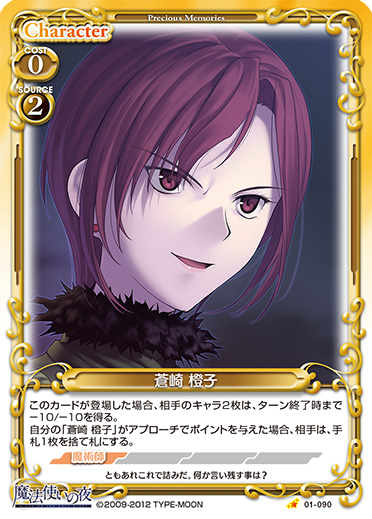 Precious Memories
Character
COST
0
SOURCE
2
蒼崎 橙子
このカードが登場した場合、相手のキャラ2枚は、ターン終了時まで
−10/−10を得る。
自分の「蒼崎 橙子」がアプローチでポイントを与えた場合、相手は、手
札1枚を捨て札にする。
魔術師
ともあれこれで詰みだ。何か言い残す事は？
魔法使いの夜
©2009-2012 TYPE-MOON
01-090